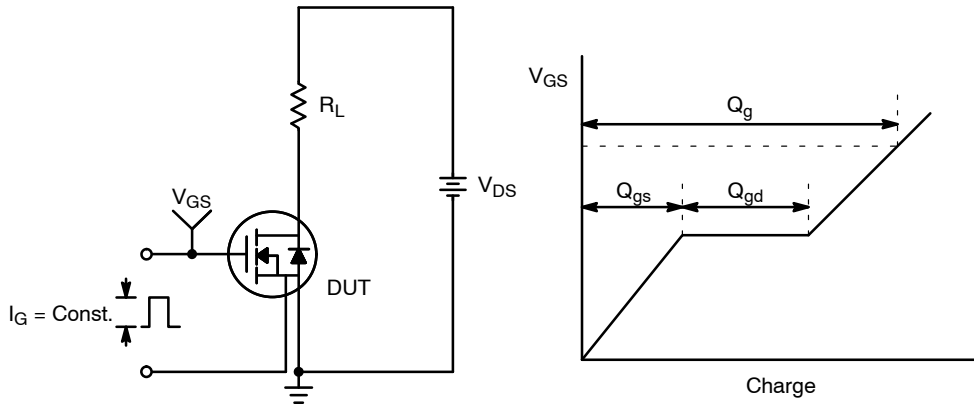 R_L
V_GS
V_DS
DUT
I_G = Const.
V_GS
Q_g
Q_gs
Q_gd
Charge